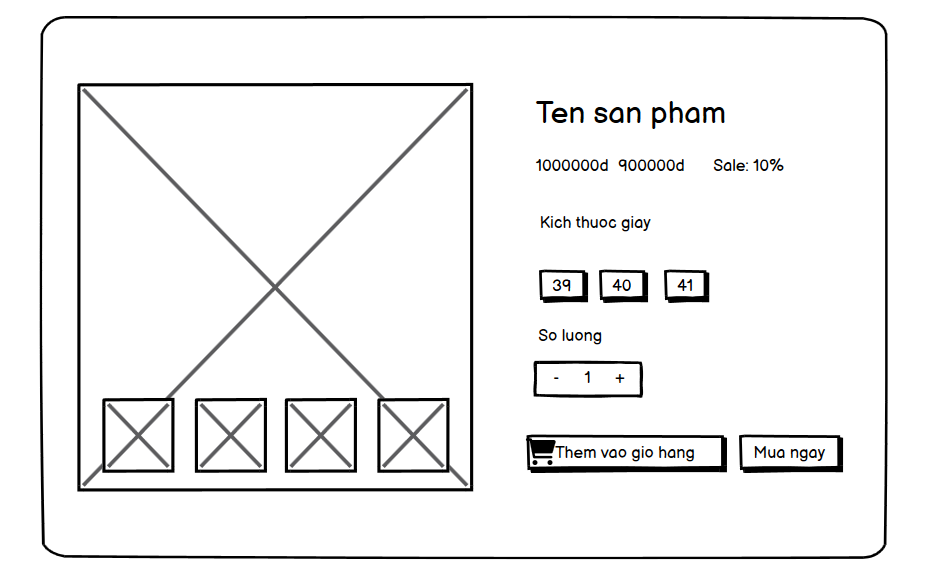 Ten san pham
1000000d 900000d Sale: 10%
Kich thuoc giay
39 40 41
So luong
- 1 +
Them vao gio hang Mua ngay